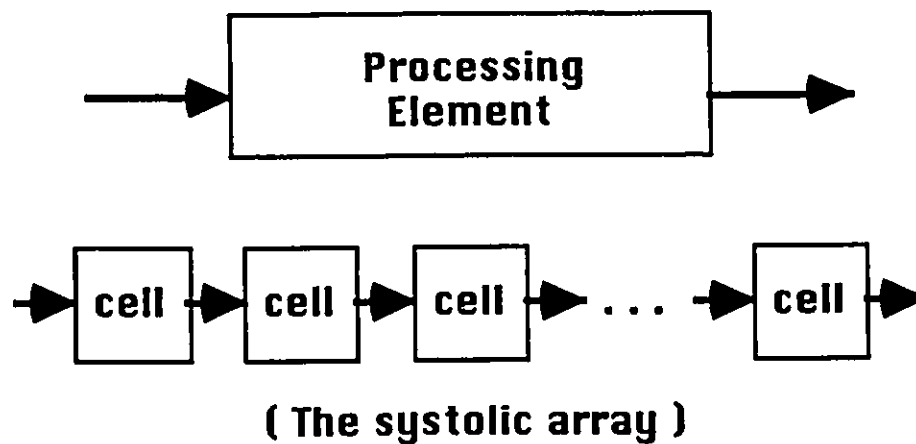 Processing
Element
cell cell cell ... cell
( The systolic array )